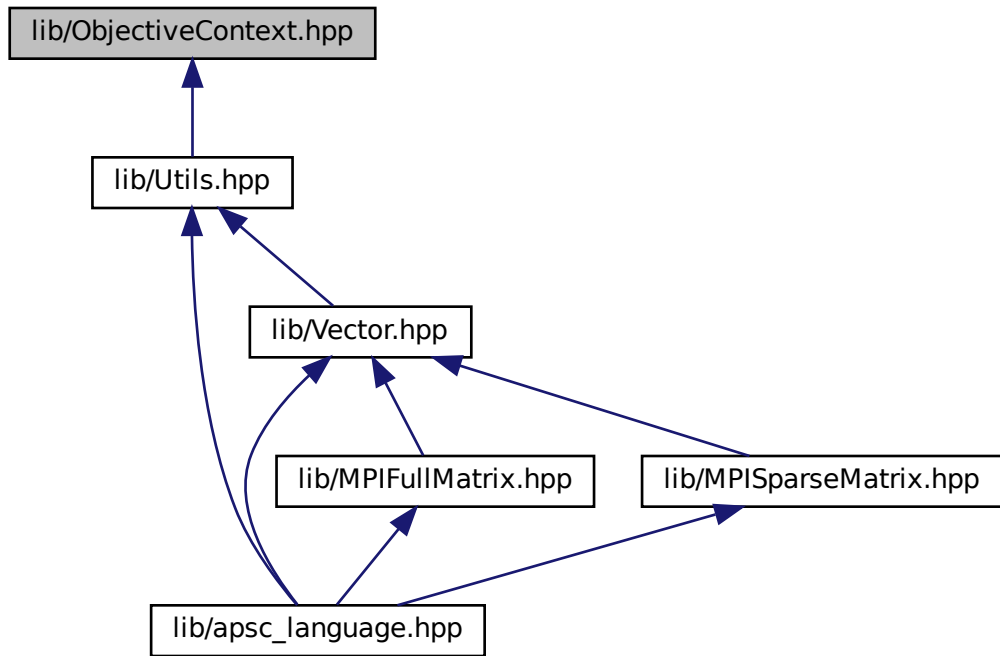 lib/ObjectiveContext.hpp
lib/Utils.hpp
lib/Vector.hpp
lib/MPIFullMatrix.hpp
lib/MPISparseMatrix.hpp
lib/apsc_language.hpp